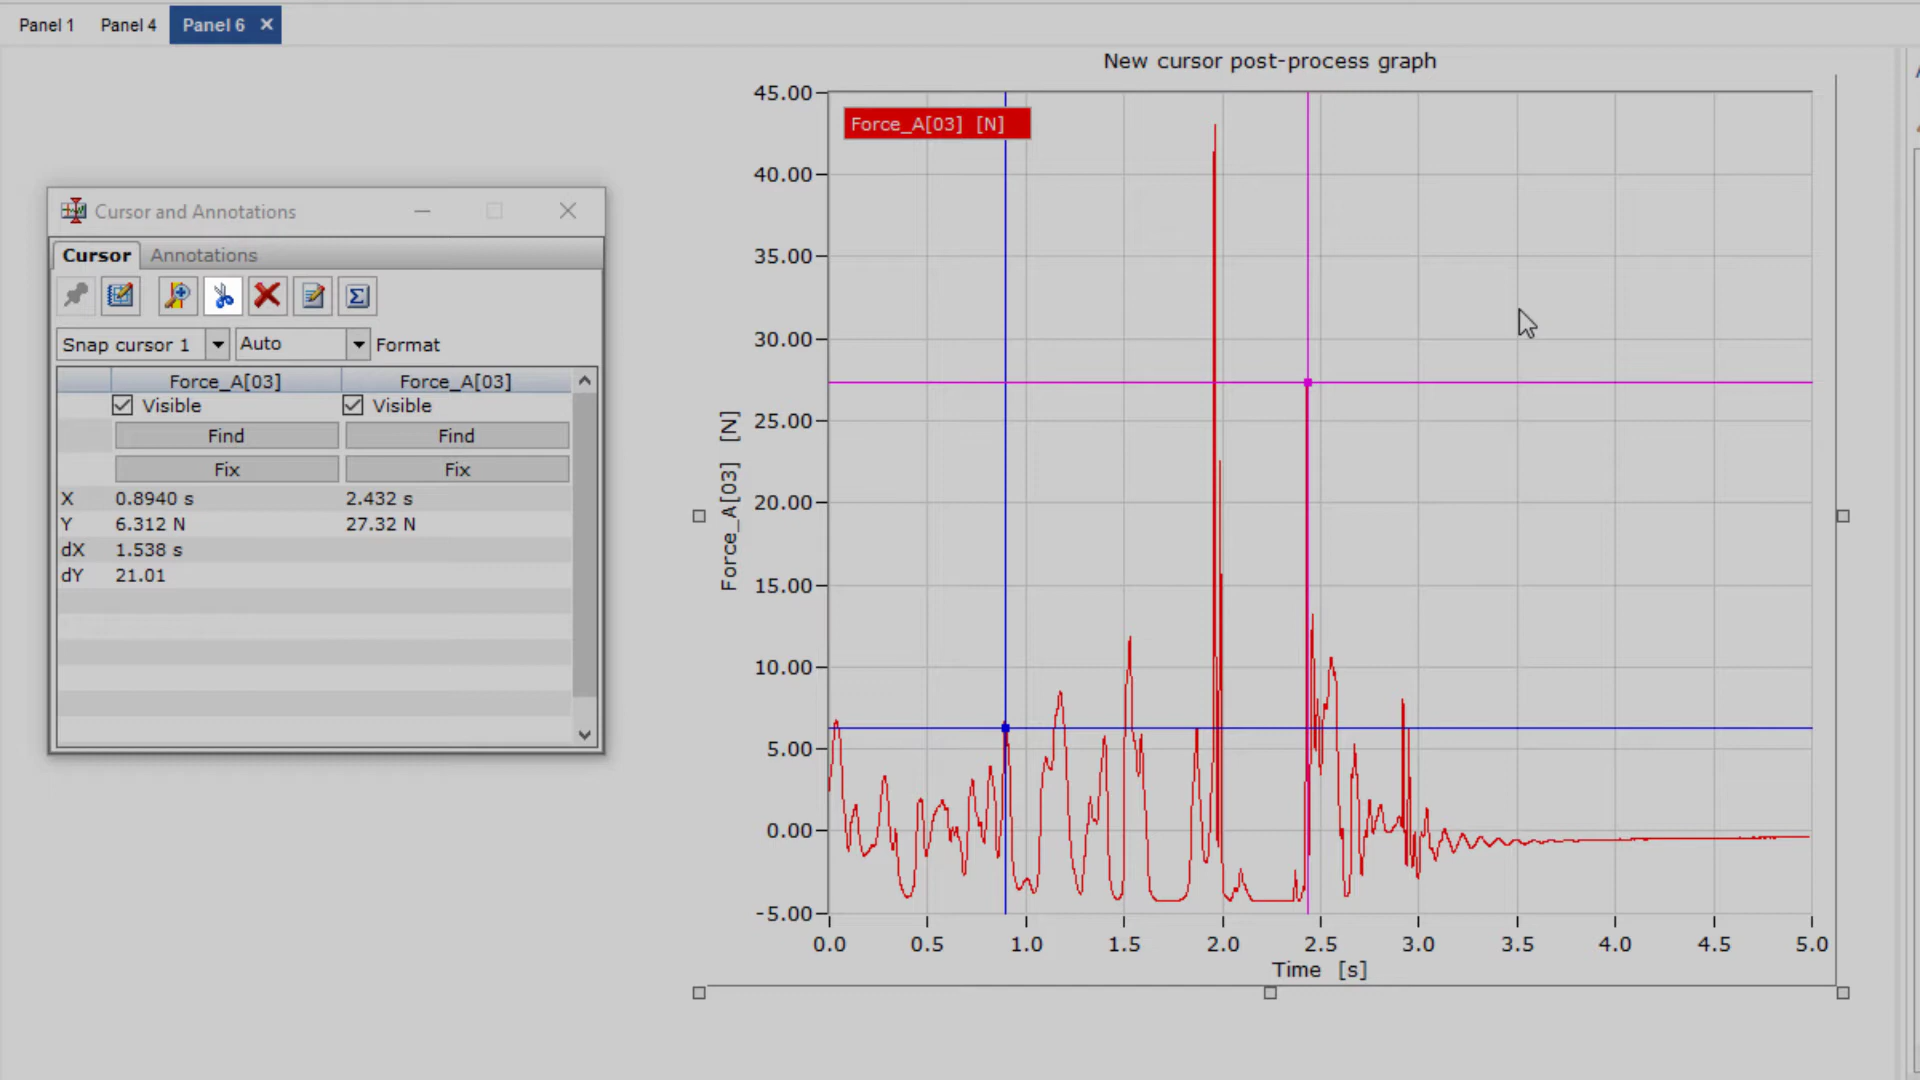 Panel 1 Panel 4 Panel 6
New cursor post-process graph
Force_A[03] [N]
45.00
40.00
35.00
30.00
25.00
20.00
15.00
10.00
5.00
0.00
-5.00
Force_A[03] [N]
0.0 0.5 1.0 1.5 2.0 2.5 3.0 3.5 4.0 4.5 5.0
Time [s]
Cursor and Annotations
Cursor Annotations
Snap cursor 1 Auto Format
Force_A[03] Force_A[03]
Visible Visible
Find Find
Fix Fix
X 0.8940 s 2.432 s
Y 6.312 N 27.32 N
dX 1.538 s
dY 21.01